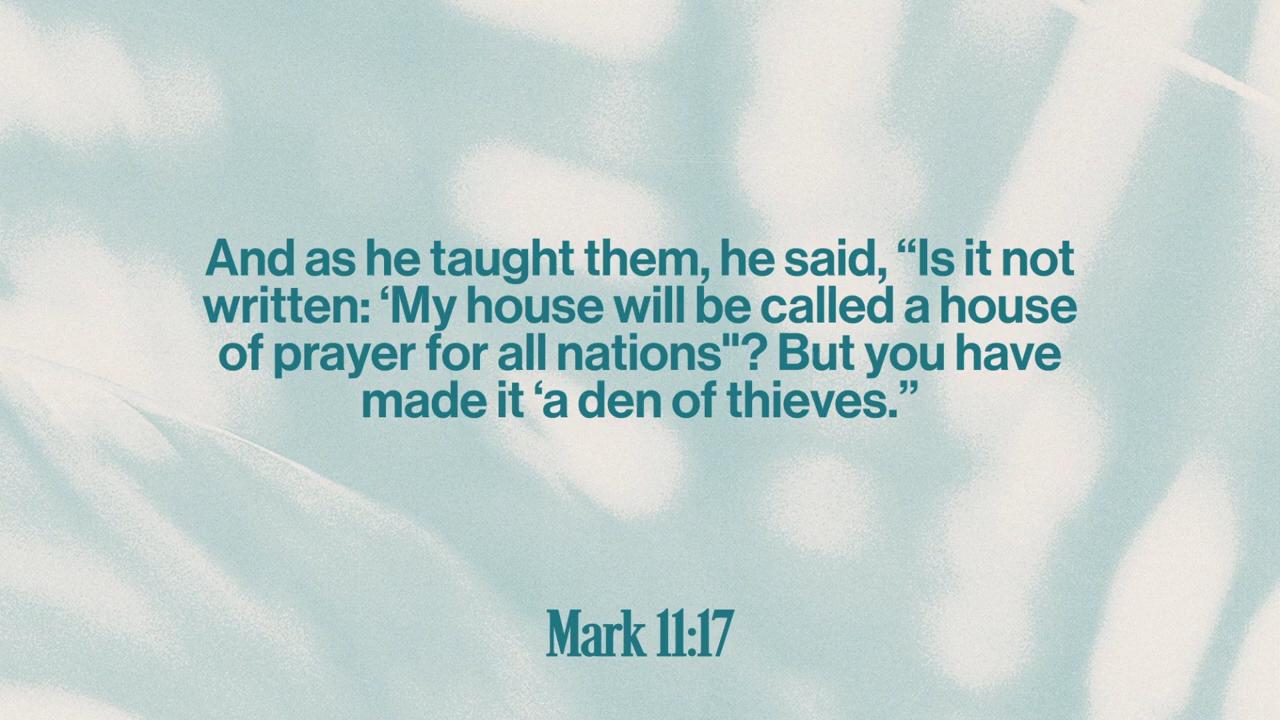 And as he taught them, he said, “Is it not
written: ‘My house will be called a house
of prayer for all nations"? But you have
made it ‘a den of thieves.”
Mark 11:17